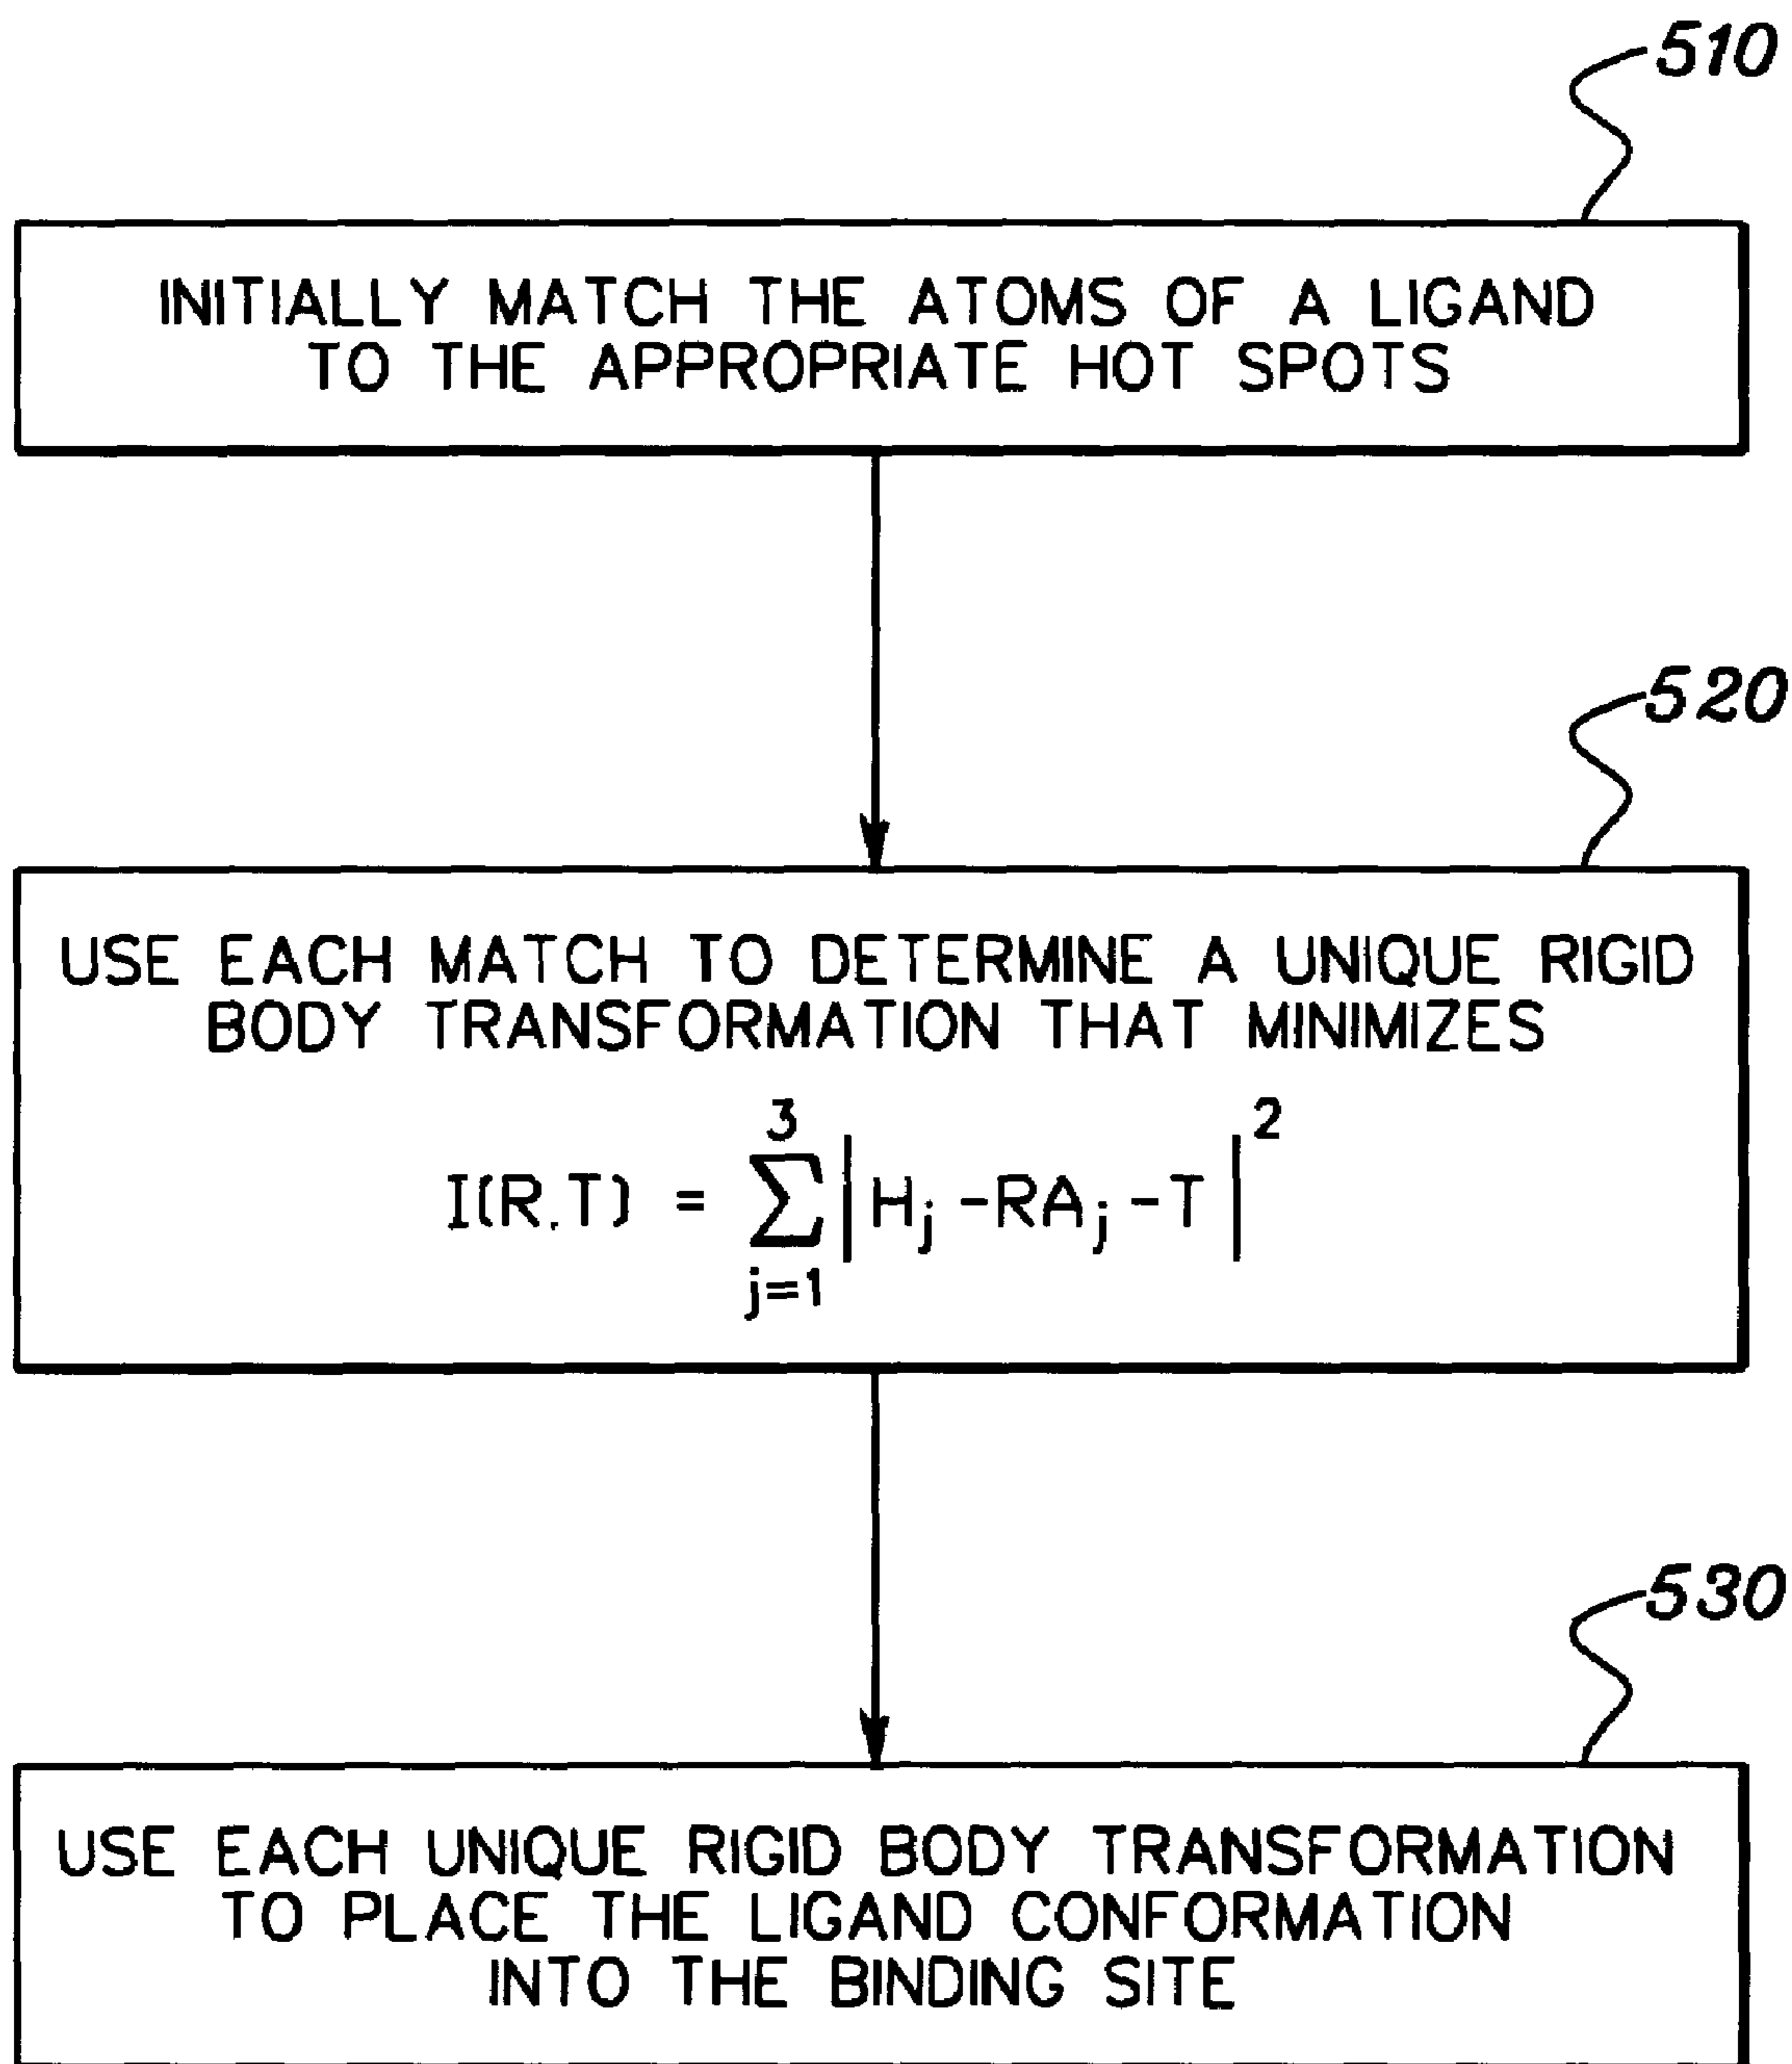 510
INITIALLY MATCH THE ATOMS OF A LIGAND
TO THE APPROPRIATE HOT SPOTS
520
USE EACH MATCH TO DETERMINE A UNIQUE RIGID
BODY TRANSFORMATION THAT MINIMIZES
I(R,T) = ∑_{j=1}^{3} | H_j -RA_j -T |^2
530
USE EACH UNIQUE RIGID BODY TRANSFORMATION
TO PLACE THE LIGAND CONFORMATION
INTO THE BINDING SITE